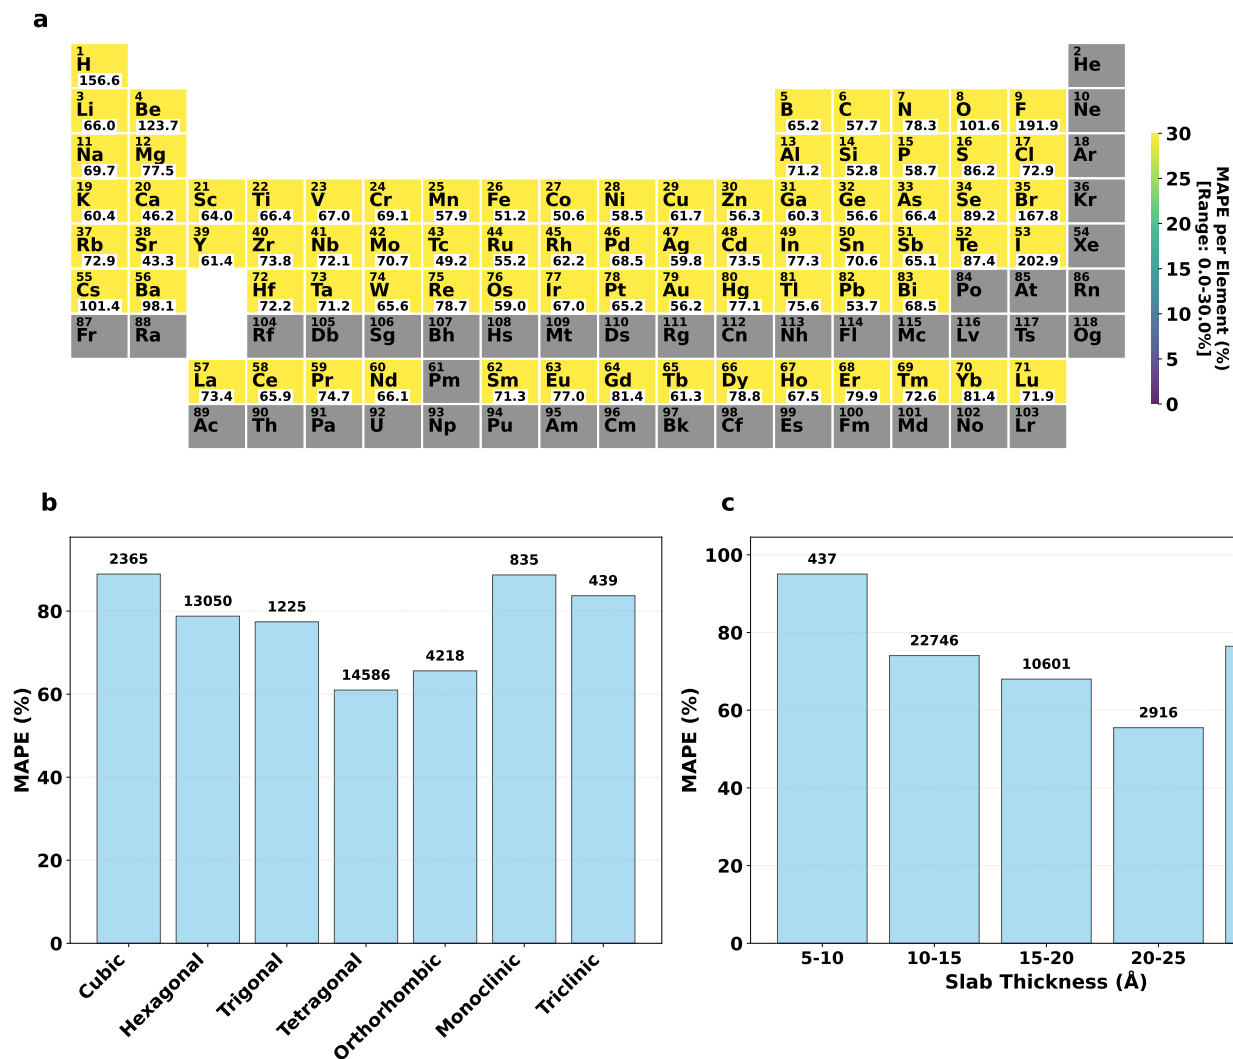 a
1 2
H He
156.6
3 4 5 6 7 8 9 10
Li Be B C N O F Ne
66.0 123.7 65.2 57.7 78.3 101.6 191.9
11 12 13 14 15 16 17 18
Na Mg Al Si P S Cl Ar
69.7 77.5 71.2 52.8 58.7 86.2 72.9
19 20 21 22 23 24 25 26 27 28 29 30 31 32 33 34 35 36
K Ca Sc Ti V Cr Mn Fe Co Ni Cu Zn Ga Ge As Se Br Kr
60.4 46.2 64.0 66.4 67.0 69.1 57.9 51.2 50.6 58.5 61.7 56.3 60.3 56.6 66.4 89.2 167.8
37 38 39 40 41 42 43 44 45 46 47 48 49 50 51 52 53 54
Rb Sr Y Zr Nb Mo Tc Ru Rh Pd Ag Cd In Sn Sb Te I Xe
72.9 43.3 61.4 73.8 72.1 70.7 49.2 55.2 62.2 68.5 59.8 73.5 77.3 70.6 65.1 87.4 202.9
55 56 72 73 74 75 76 77 78 79 80 81 82 83 84 85 86
Cs Ba Hf Ta W Re Os Ir Pt Au Hg Tl Pb Bi Po At Rn
101.4 98.1 72.2 71.2 65.6 78.7 59.0 67.0 65.2 56.2 77.1 75.6 53.7 68.5
87 88 104 105 106 107 108 109 110 111 112 113 114 115 116 117 118
Fr Ra Rf Db Sg Bh Hs Mt Ds Rg Cn Nh Fl Mc Lv Ts Og
57 58 59 60 61 62 63 64 65 66 67 68 69 70 71
La Ce Pr Nd Pm Sm Eu Gd Tb Dy Ho Er Tm Yb Lu
73.4 65.9 74.7 66.1 71.3 77.0 81.4 61.3 78.8 67.5 79.9 72.6 81.4 71.9
89 90 91 92 93 94 95 96 97 98 99 100 101 102 103
Ac Th Pa U Np Pu Am Cm Bk Cf Es Fm Md No Lr
30
25
20
15
10
5
0
MAPE per Element (%)
[Range: 0.0-30.0%]
b
MAPE (%)
80
60
40
20
0
2365 13050 1225 14586 4218 835 439
Cubic Hexagonal Trigonal Tetragonal Orthorhombic Monoclinic Triclinic
c
MAPE (%)
100
80
60
40
20
0
437 22746 10601 2916
5-10 10-15 15-20 20-25
Slab Thickness (Å)